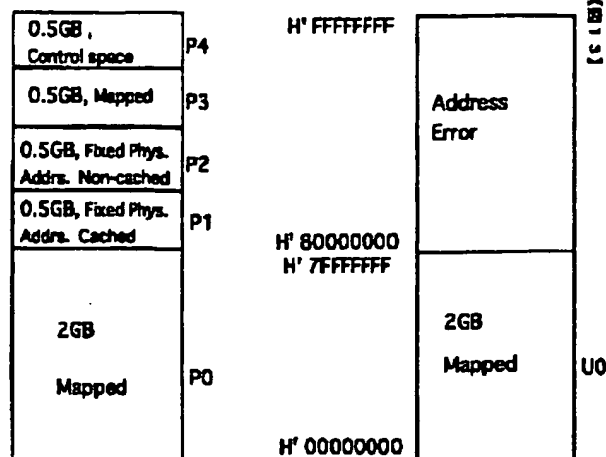 0.5GB,
Control space
P4
0.5GB, Mapped
P3
0.5GB, Fixed Phys.
Addrs. Non-cached
P2
0.5GB, Fixed Phys.
Addrs. Cached
P1
2GB
Mapped
P0
H' FFFFFFFF
Address
Error
H' 80000000
H' 7FFFFFFF
2GB
Mapped
U0
H' 00000000